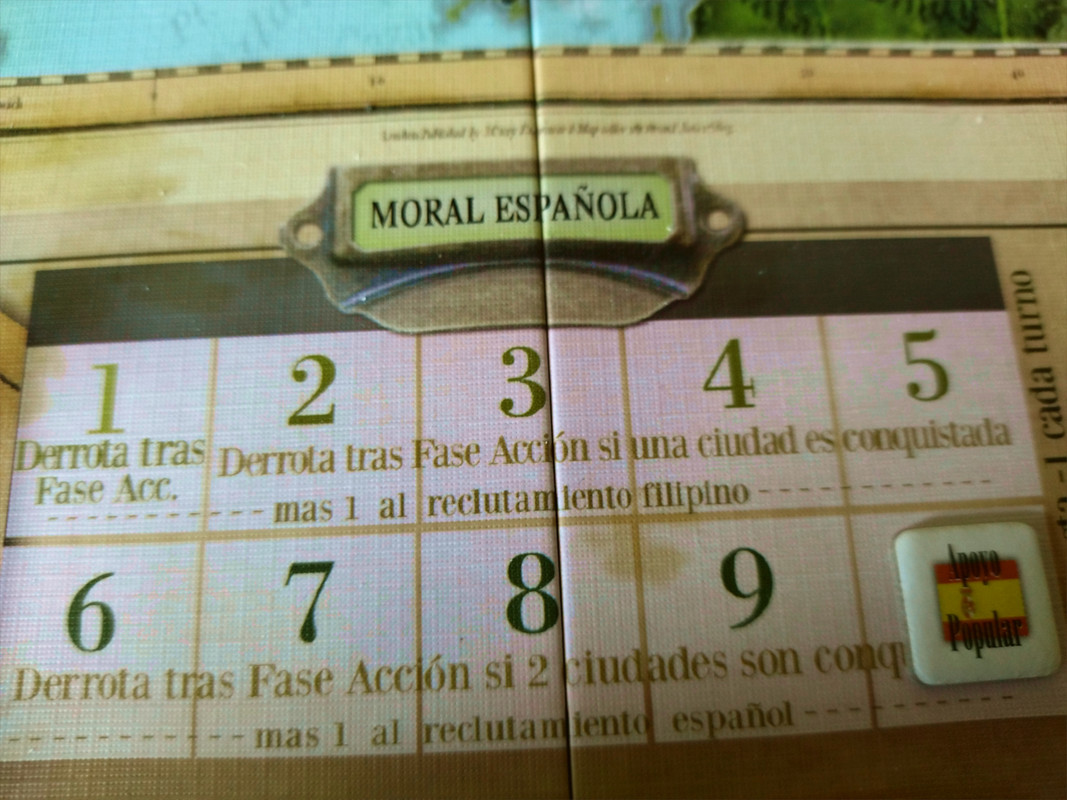 MORAL ESPAÑOLA
1 2 3 4 5
Derrota tras
Fase Acc.
Derrota tras Fase Acción si una ciudad es conquistada
mas 1 al reclutamiento filipino
cada turno
6 7 8 9
Apoyo
Popular
Derrota tras Fase Acción si 2 ciudades son conq
mas 1 al reclutamiento español